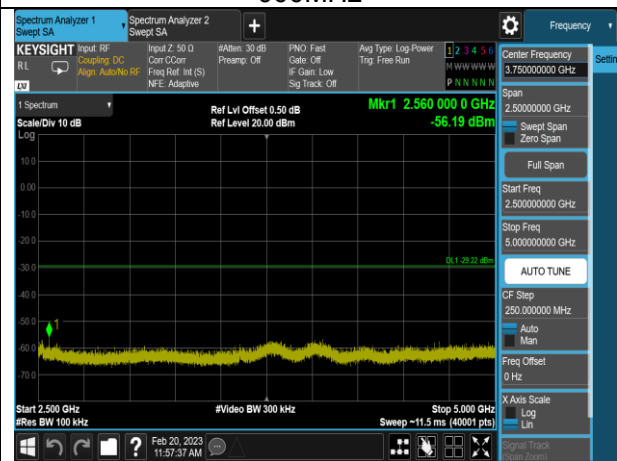 Spectrum Analyzer 1
Swept SA
Spectrum Analyzer 2
Swept SA
+
Frequency
KEYSIGHT
RL
LXI
Input: RF
Coupling: DC
Align: Auto/No RF
Input Z: 50 Ω
Corr CCorr
Freq Ref: Int (S)
NFE: Adaptive
#Atten: 30 dB
Preamp: Off
PNO: Fast
Gate: Off
IF Gain: Low
Sig Track: Off
Avg Type: Log-Power
Trig: Free Run
1 2 3 4 5 6
M W W W W W
P N N N N N
1 Spectrum
Scale/Div 10 dB
Log
Ref Lvl Offset 0.50 dB
Ref Level 20.00 dBm
Mkr1 2.560 000 0 GHz
-56.19 dBm
10.0
0.00
-10.0
-20.0
-30.0
-40.0
-50.0
-60.0
-70.0
DL1 -29.22 dBm
1
Start 2.500 GHz
#Res BW 100 kHz
#Video BW 300 kHz
Stop 5.000 GHz
Sweep ~11.5 ms (40001 pts)
Feb 20, 2023
11:57:37 AM
?
Center Frequency
3.750000000 GHz
Settin
Span
2.50000000 GHz
Swept Span
Zero Span
Full Span
Start Freq
2.500000000 GHz
Stop Freq
5.000000000 GHz
AUTO TUNE
CF Step
250.000000 MHz
Auto
Man
Freq Offset
0 Hz
X Axis Scale
Log
Lin
Signal Track
(Span Zoom)